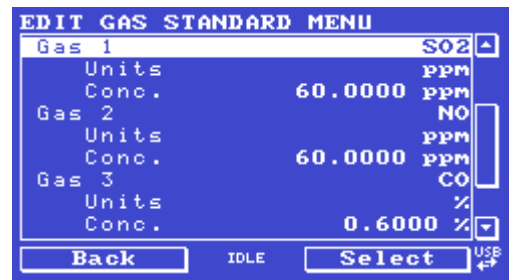 EDIT GAS STANDARD MENU
Gas 1 SO2
Units ppm
Conc. 60.0000 ppm
Gas 2 NO
Units ppm
Conc. 60.0000 ppm
Gas 3 CO
Units %
Conc. 0.6000 %
Back IDLE Select USB